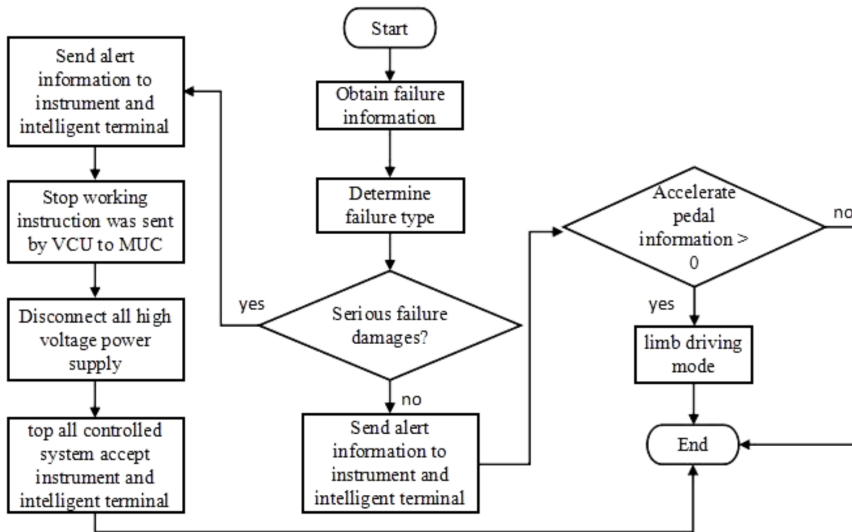 Start
Obtain failure
information
Determine
failure type
Serious failure
damages?
yes
no
Send alert
information to
instrument and
intelligent terminal
Stop working
instruction was sent
by VCU to MUC
Disconnect all high
voltage power
supply
top all controlled
system accept
instrument and
intelligent terminal
Send alert
information to
instrument and
intelligent terminal
Accelerate
pedal
information >
0
no
yes
limb driving
mode
End